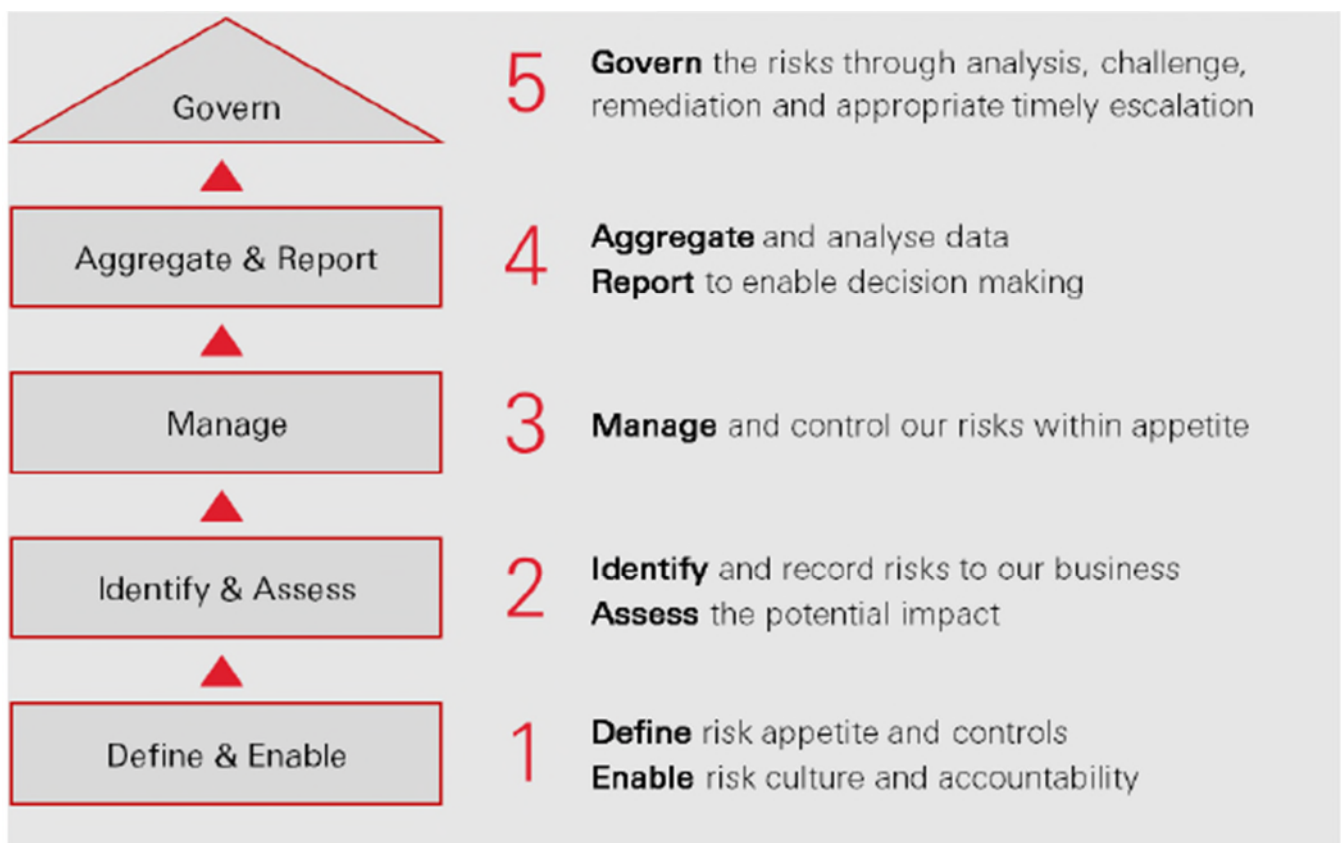 Govern
5
Govern the risks through analysis, challenge,
remediation and appropriate timely escalation
Aggregate & Report
4
Aggregate and analyse data
Report to enable decision making
Manage
3
Manage and control our risks within appetite
Identify & Assess
2
Identify and record risks to our business
Assess the potential impact
Define & Enable
1
Define risk appetite and controls
Enable risk culture and accountability